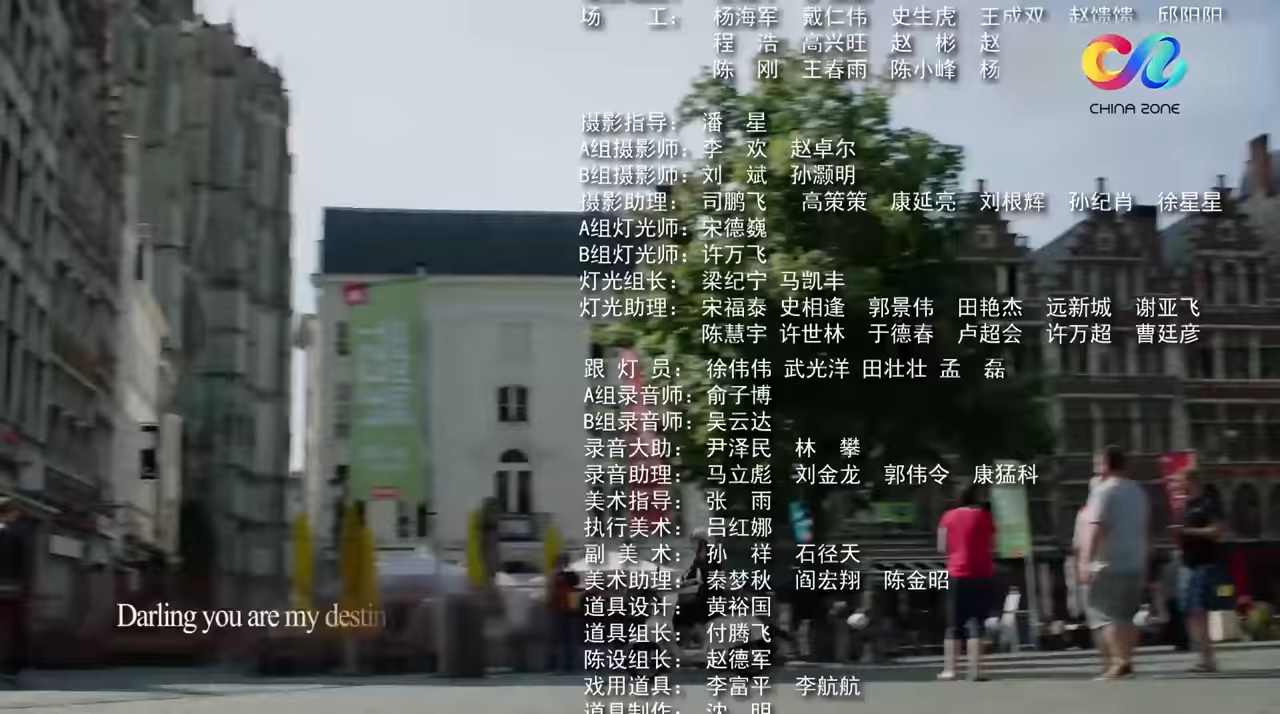 场 工： 杨海军 戴仁伟 史生虎 王成双 赵馈馈 邱阳阳
程 浩 高兴旺 赵 彬 赵
陈 刚 王春雨 陈小峰 杨
CHINA ZONE
摄影指导： 潘 星
A组摄影师：李 欢 赵卓尔
B组摄影师：刘 斌 孙灏明
摄影助理： 司鹏飞 高策策 康延亮 刘根辉 孙纪肖 徐星星
A组灯光师：宋德巍
B组灯光师：许万飞
灯光组长： 梁纪宁 马凯丰
灯光助理： 宋福泰 史相逢 郭景伟 田艳杰 远新城 谢亚飞
陈慧宇 许世林 于德春 卢超会 许万超 曹廷彦
跟 灯 员： 徐伟伟 武光洋 田壮壮 孟 磊
A组录音师：俞子博
B组录音师：吴云达
录音大助： 尹泽民 林 攀
录音助理： 马立彪 刘金龙 郭伟令 康猛科
美术指导： 张 雨
执行美术： 吕红娜
副 美 术： 孙 祥 石径天
美术助理： 秦梦秋 阎宏翔 陈金昭
道具设计： 黄裕国
Darling you are my destin
道具组长： 付腾飞
陈设组长： 赵德军
戏用道具： 李富平 李航航
道具制作： 沈 明